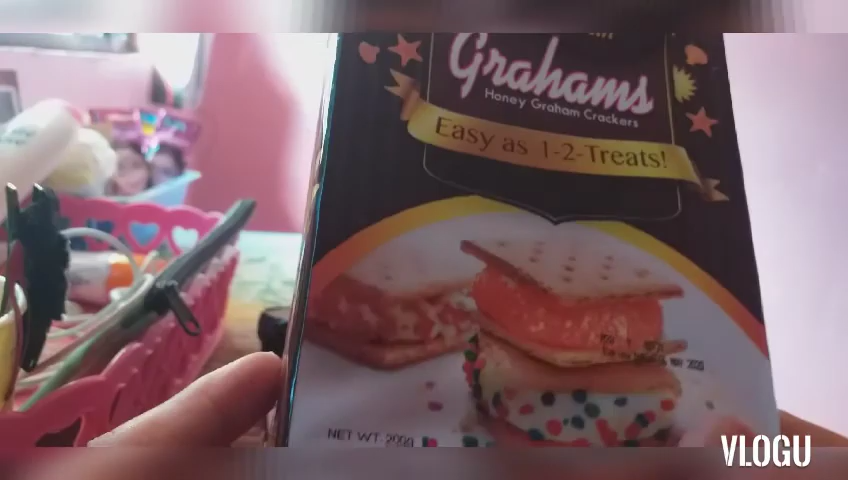 Grahams
Honey Graham Crackers
Easy as 1-2-Treats!
NET WT. 200g
VLOGU